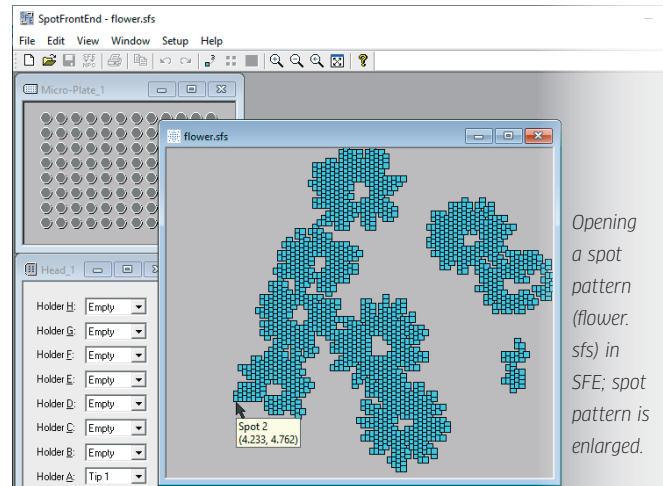 SpotFrontEnd - flower.sfs
File Edit View Window Setup Help
Micro-Plate_1
flower.sfs
Head_1
Holder H: Empty
Holder G: Empty
Holder F: Empty
Holder E: Empty
Holder D: Empty
Holder C: Empty
Holder B: Empty
Holder A: Tip 1
Spot 2
(4.233, 4.762)
Opening
a spot
pattern
(flower.
sfs) in
SFE; spot
pattern is
enlarged.